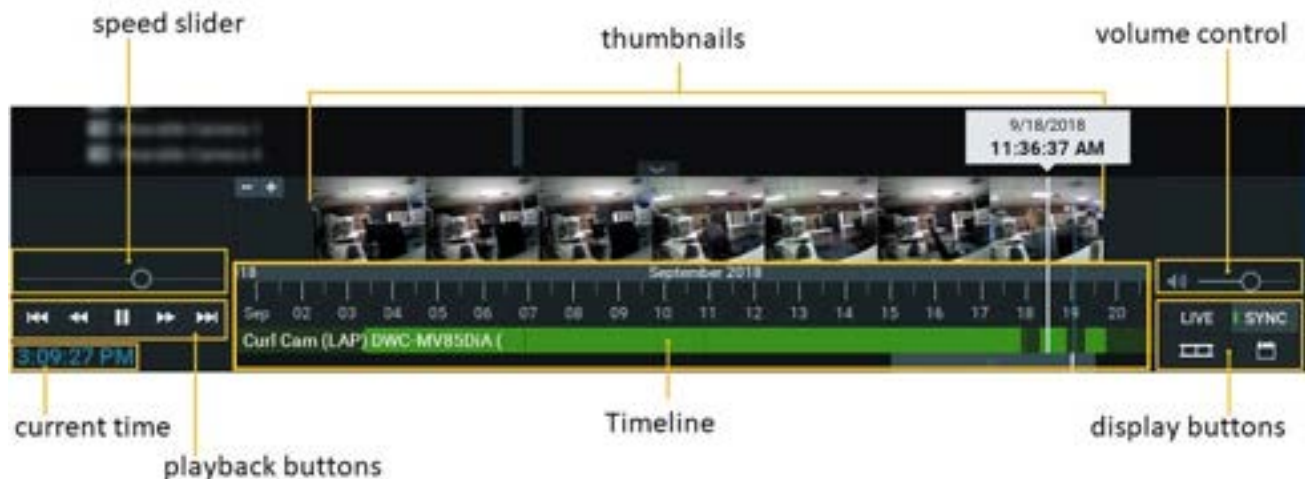 speed slider
thumbnails
volume control
9/18/2018
11:36:37 AM
- +
18
September 2018
Sep 02 03 04 05 06 07 08 09 10 11 12 13 14 15 16 17 18 19 20
Curl Cam (LAP) DWC-MV85DiA (
LIVE SYNC
3:09:27 PM
current time
playback buttons
Timeline
display buttons